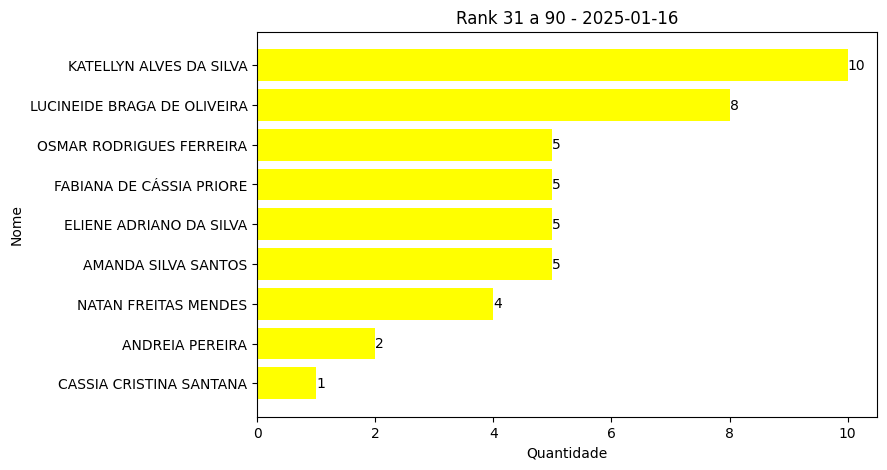 Rank 31 a 90 - 2025-01-16
KATELLYN ALVES DA SILVA 10
LUCINEIDE BRAGA DE OLIVEIRA 8
OSMAR RODRIGUES FERREIRA 5
FABIANA DE CÁSSIA PRIORE 5
ELIENE ADRIANO DA SILVA 5
AMANDA SILVA SANTOS 5
NATAN FREITAS MENDES 4
ANDREIA PEREIRA 2
CASSIA CRISTINA SANTANA 1
Nome
0 2 4 6 8 10
Quantidade